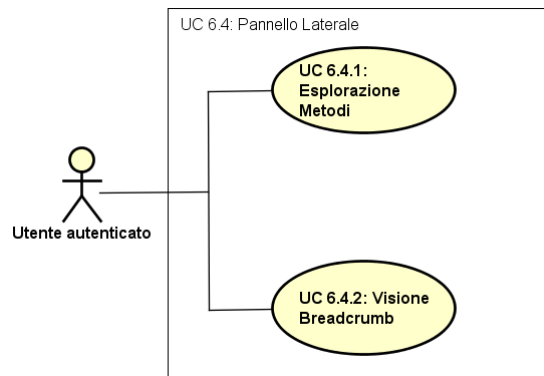 UC 6.4: Pannello Laterale
UC 6.4.1:
Esplorazione
Metodi
Utente autenticato
UC 6.4.2: Visione
Breadcrumb